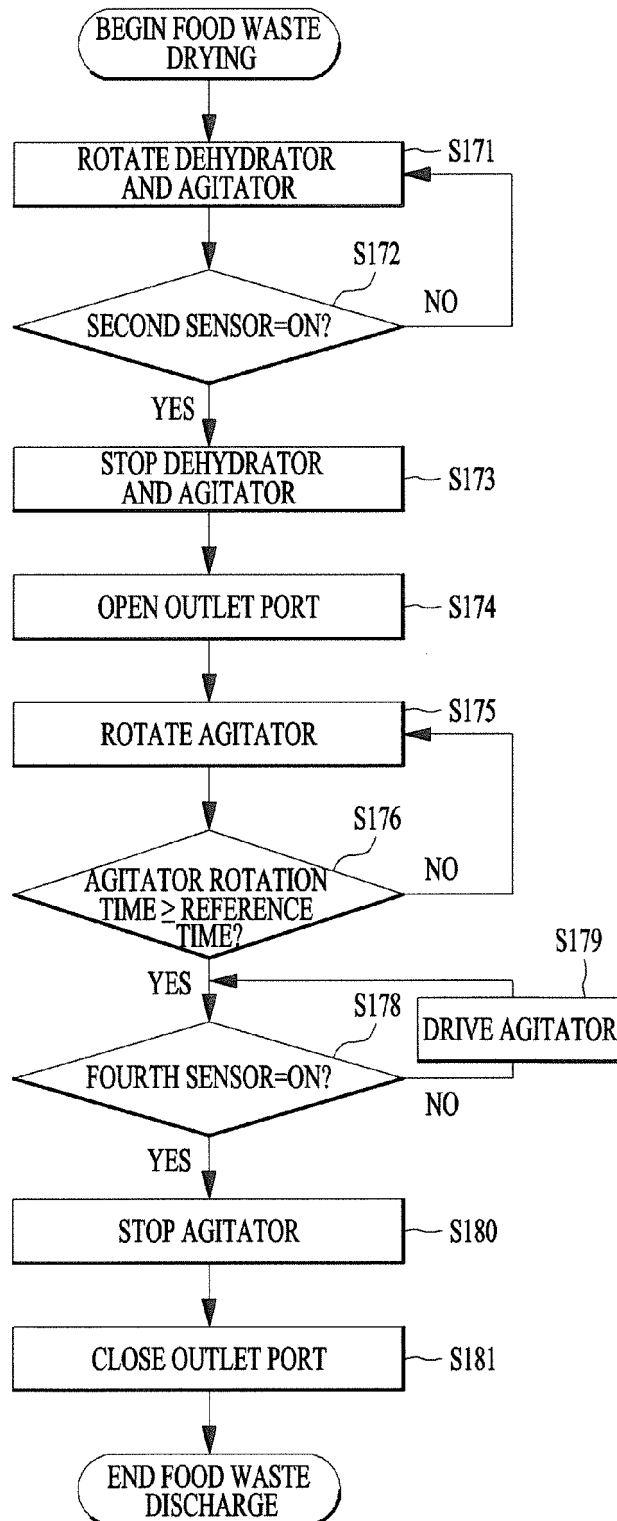 BEGIN FOOD WASTE
DRYING
ROTATE DEHYDRATOR
AND AGITATOR
S171
S172
SECOND SENSOR=ON?
NO
YES
STOP DEHYDRATOR
AND AGITATOR
S173
OPEN OUTLET PORT
S174
ROTATE AGITATOR
S175
S176
AGITATOR ROTATION
TIME ≥ REFERENCE
TIME?
NO
YES
S179
DRIVE AGITATOR
S178
FOURTH SENSOR=ON?
NO
YES
STOP AGITATOR
S180
CLOSE OUTLET PORT
S181
END FOOD WASTE
DISCHARGE